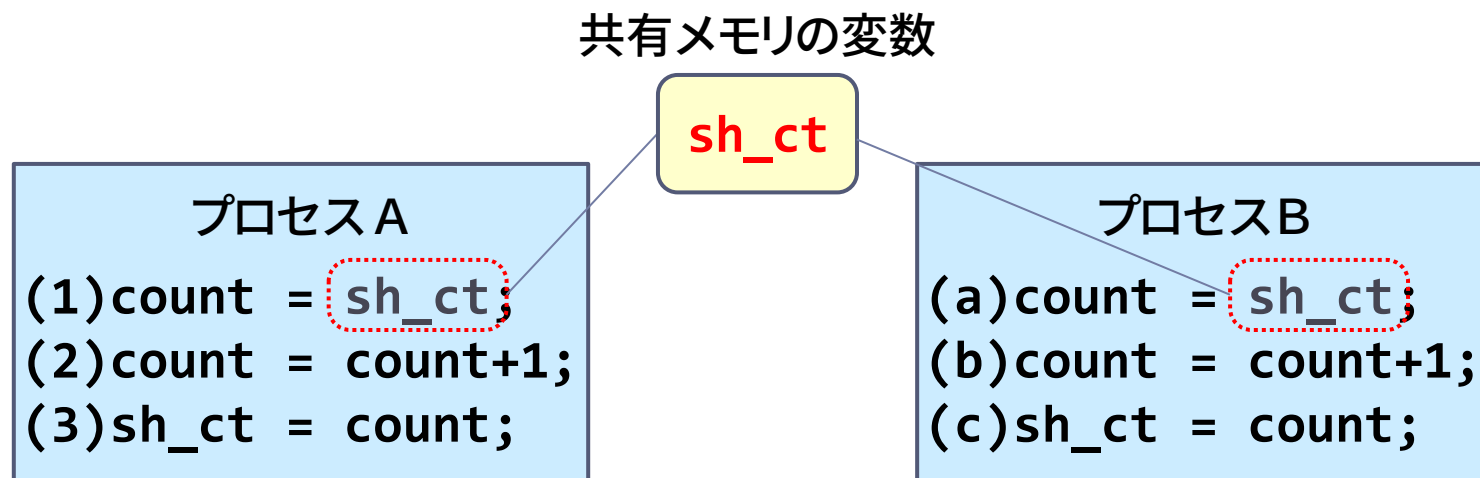 共有メモリの変数
sh_ct
プロセスA
(1)count = sh_ct;
(2)count = count+1;
(3)sh_ct = count;
プロセスB
(a)count = sh_ct;
(b)count = count+1;
(c)sh_ct = count;